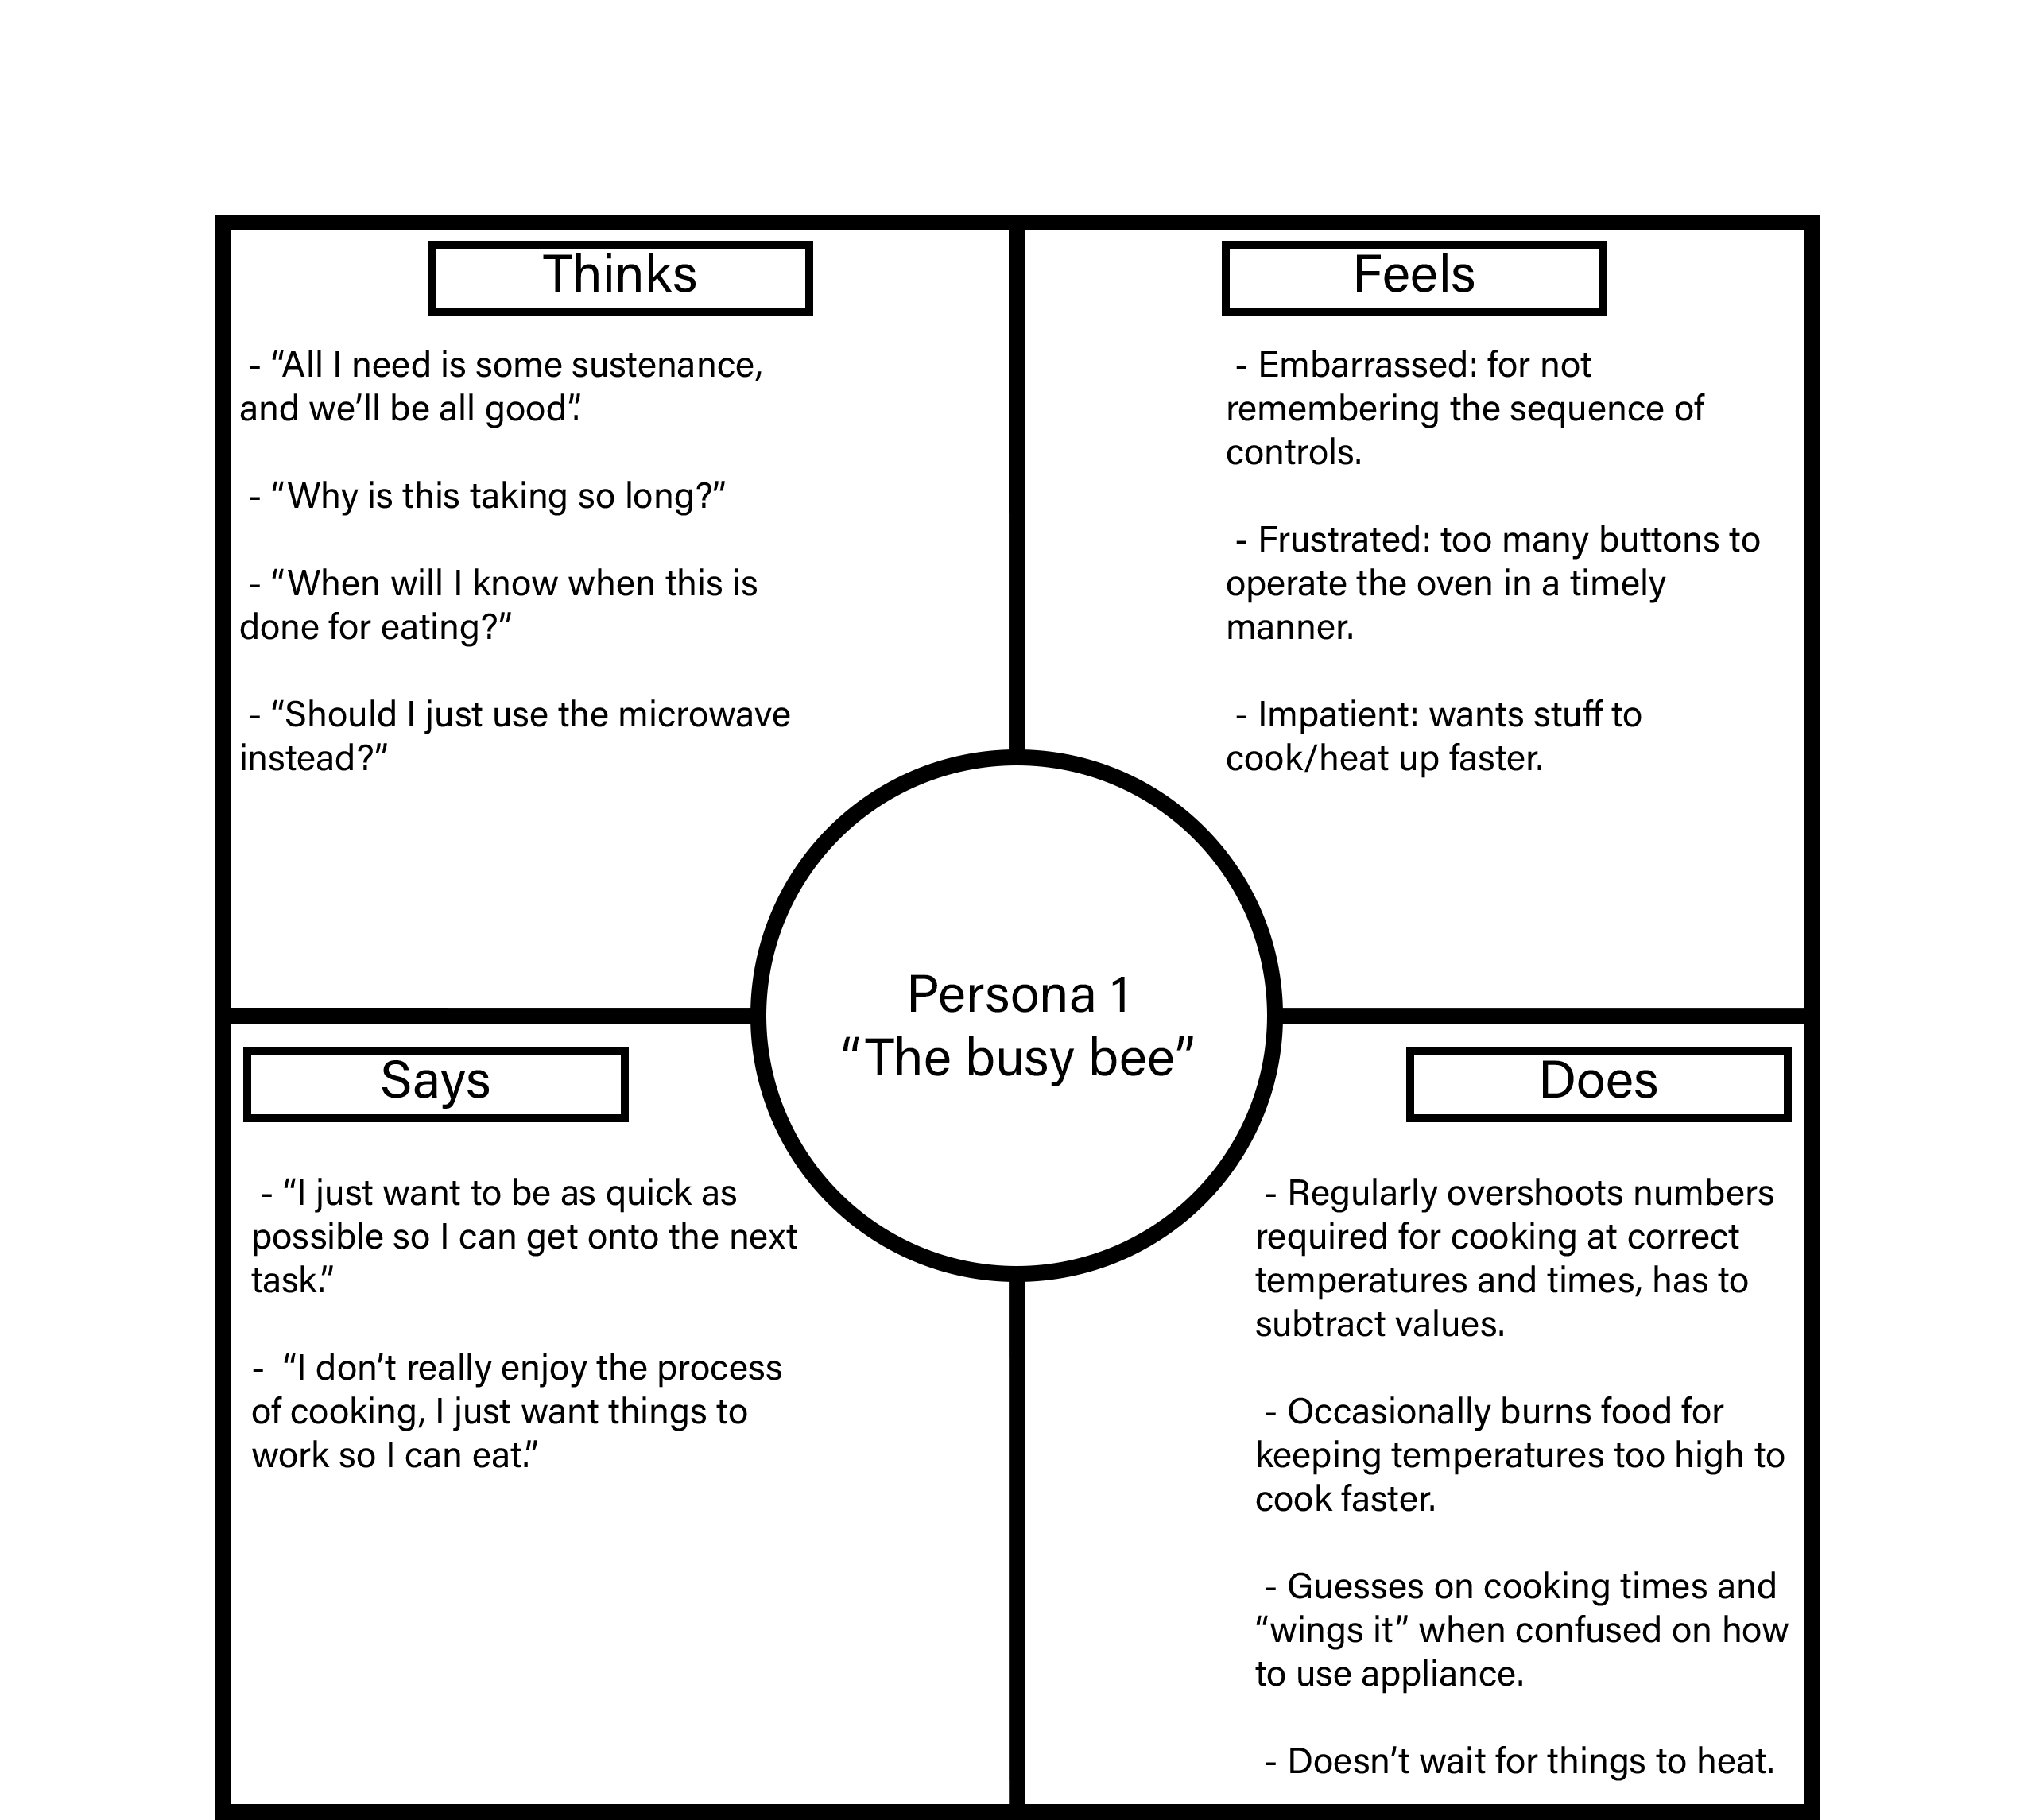 Thinks
- “All I need is some sustenance,
and we’ll be all good”.
- “Why is this taking so long?”
- “When will I know when this is
done for eating?”
- “Should I just use the microwave
instead?”
Feels
- Embarrassed: for not
remembering the sequence of
controls.
- Frustrated: too many buttons to
operate the oven in a timely
manner.
- Impatient: wants stuff to
cook/heat up faster.
Persona 1
“The busy bee”
Says
- “I just want to be as quick as
possible so I can get onto the next
task.”
- “I don’t really enjoy the process
of cooking, I just want things to
work so I can eat.”
Does
- Regularly overshoots numbers
required for cooking at correct
temperatures and times, has to
subtract values.
- Occasionally burns food for
keeping temperatures too high to
cook faster.
- Guesses on cooking times and
“wings it” when confused on how
to use appliance.
- Doesn’t wait for things to heat.